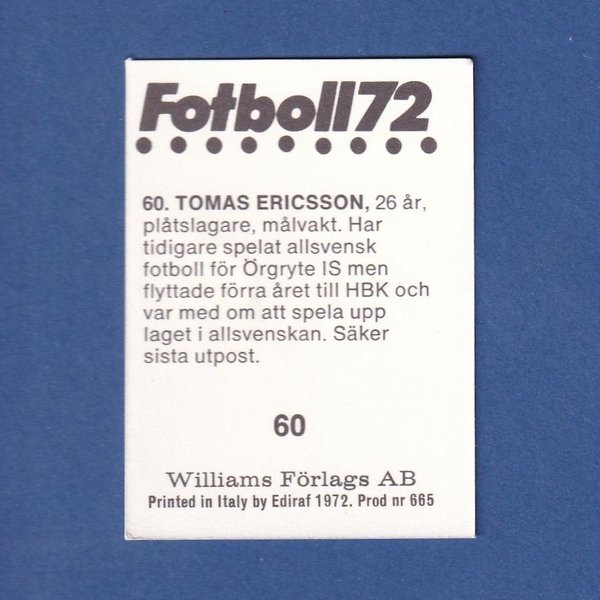 Fotboll72
60. TOMAS ERICSSON, 26 år,
plåtslagare, målvakt. Har
tidigare spelat allsvensk
fotboll för Örgryte IS men
flyttade förra året till HBK och
var med om att spela upp
laget i allsvenskan. Säker
sista utpost.
60
Williams Förlags AB
Printed in Italy by Ediraf 1972. Prod nr 665